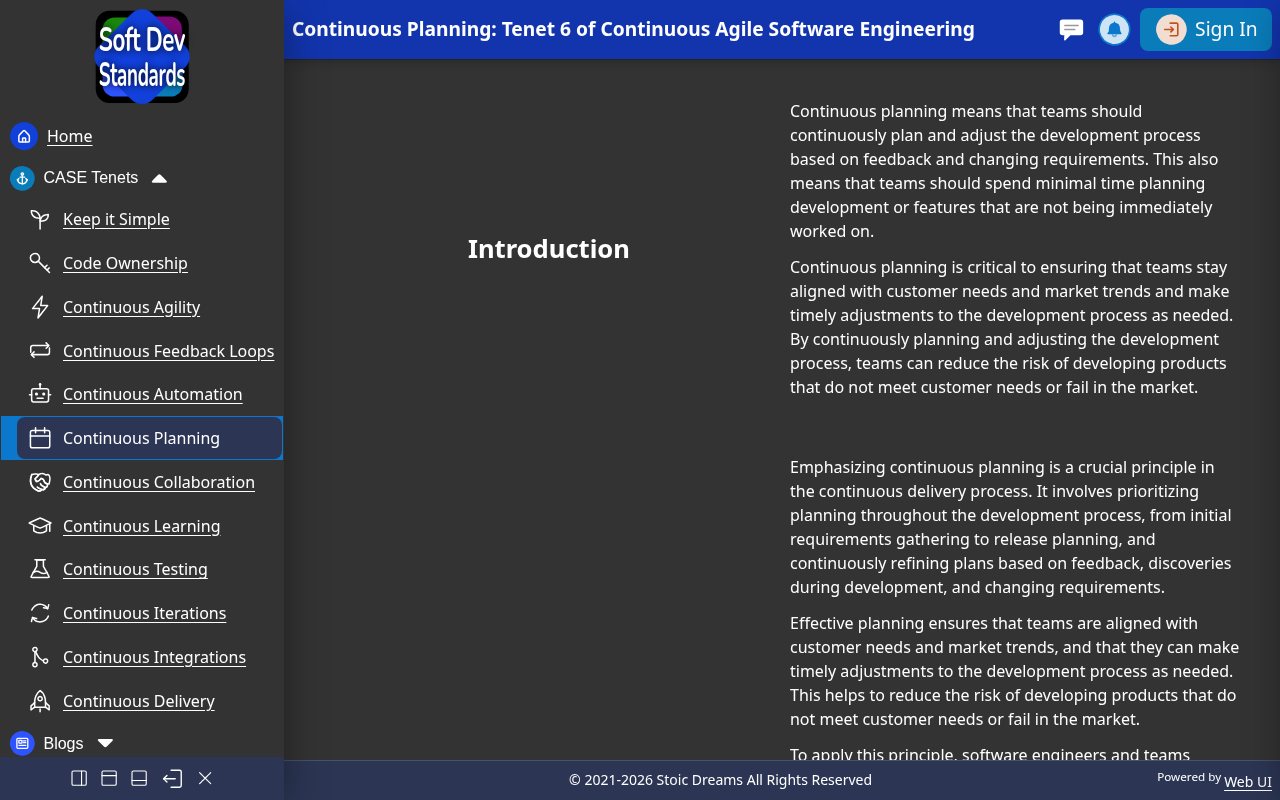 Soft Dev
Standards
Home
CASE Tenets
Keep it Simple
Code Ownership
Continuous Agility
Continuous Feedback Loops
Continuous Automation
Continuous Planning
Continuous Collaboration
Continuous Learning
Continuous Testing
Continuous Iterations
Continuous Integrations
Continuous Delivery
Blogs
Continuous Planning: Tenet 6 of Continuous Agile Software Engineering
Sign In
Introduction
Continuous planning means that teams should
continuously plan and adjust the development process
based on feedback and changing requirements. This also
means that teams should spend minimal time planning
development or features that are not being immediately
worked on.
Continuous planning is critical to ensuring that teams stay
aligned with customer needs and market trends and make
timely adjustments to the development process as needed.
By continuously planning and adjusting the development
process, teams can reduce the risk of developing products
that do not meet customer needs or fail in the market.
Emphasizing continuous planning is a crucial principle in
the continuous delivery process. It involves prioritizing
planning throughout the development process, from initial
requirements gathering to release planning, and
continuously refining plans based on feedback, discoveries
during development, and changing requirements.
Effective planning ensures that teams are aligned with
customer needs and market trends, and that they can make
timely adjustments to the development process as needed.
This helps to reduce the risk of developing products that do
not meet customer needs or fail in the market.
To apply this principle, software engineers and teams
© 2021-2026 Stoic Dreams All Rights Reserved
Powered by Web UI